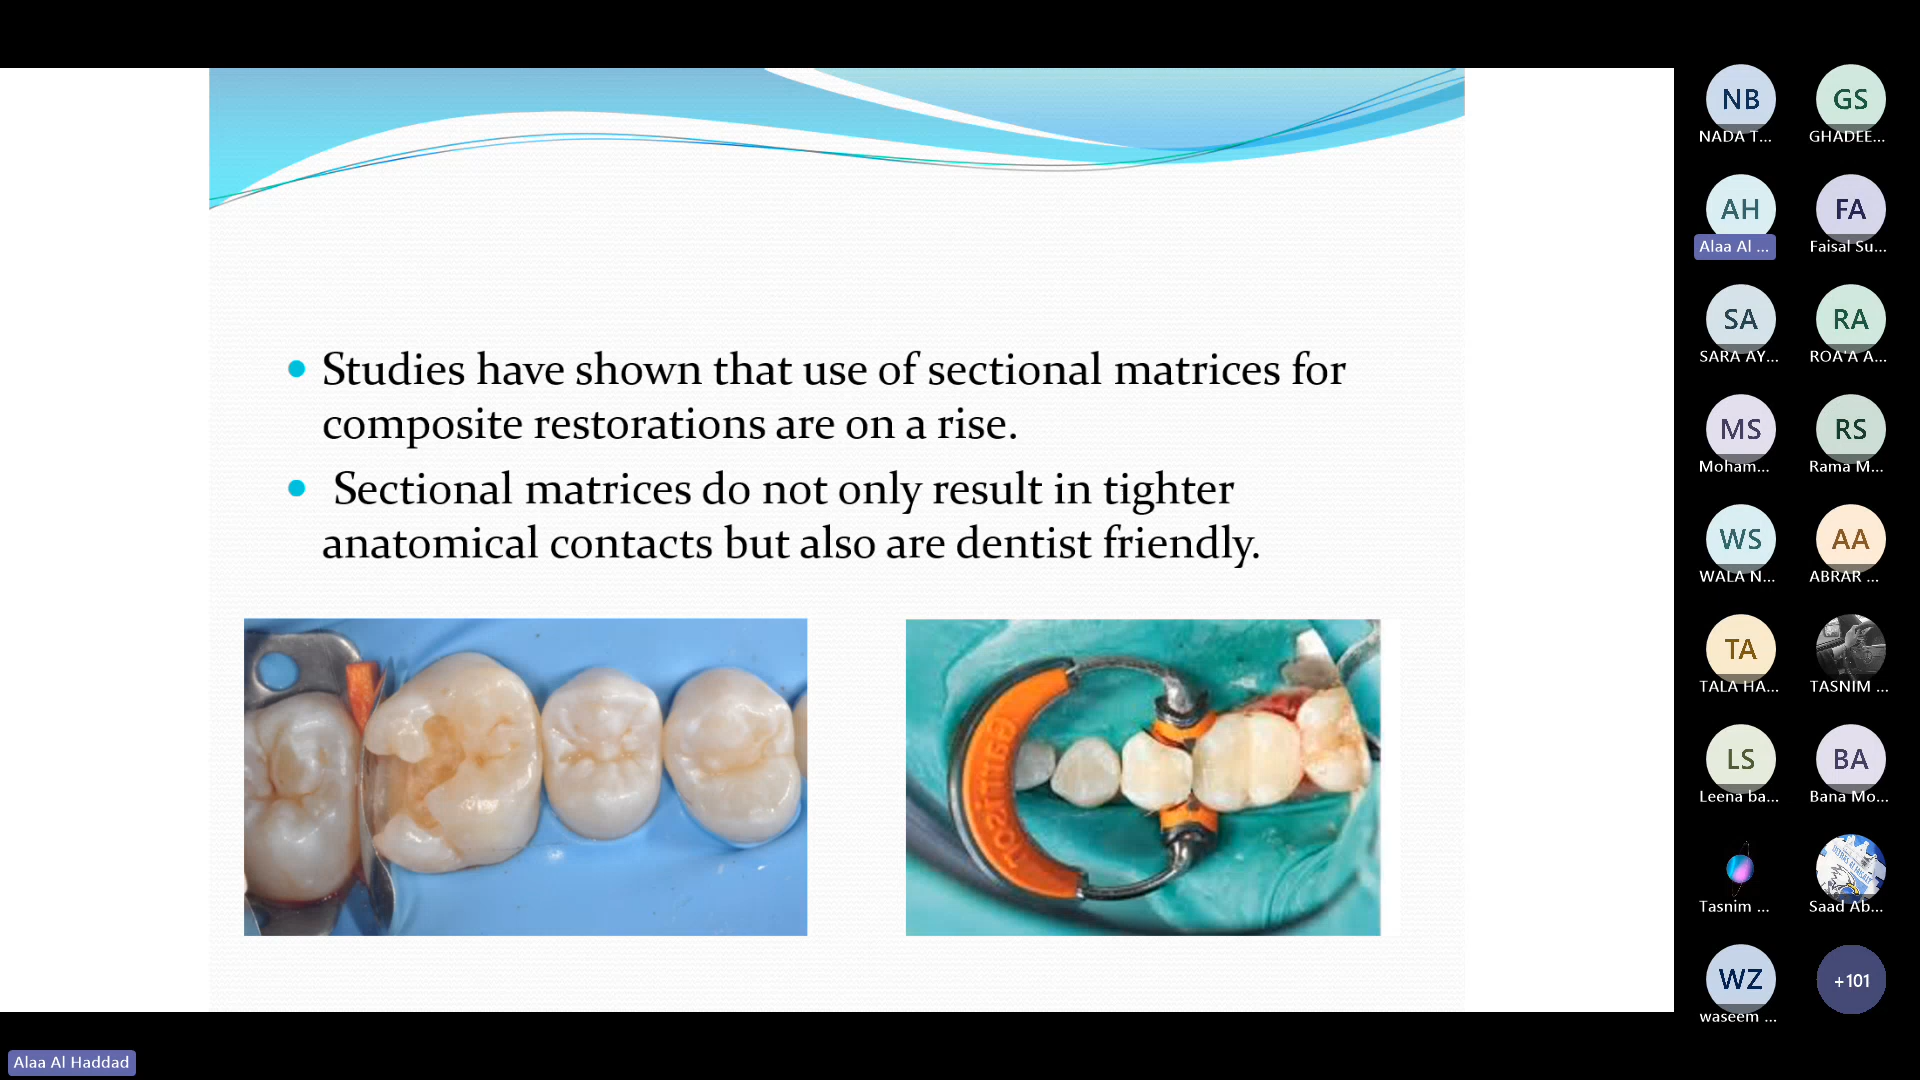 Studies have shown that use of sectional matrices for
composite restorations are on a rise.
Sectional matrices do not only result in tighter
anatomical contacts but also are dentist friendly.
GARRISON
NB
NADA T...
GS
GHADEE...
AH
Alaa Al ...
FA
Faisal Su...
SA
SARA AY...
RA
ROA'A A...
MS
Moham...
RS
Rama M...
WS
WALA N...
AA
ABRAR ...
TA
TALA HA...
TASNIM ...
LS
Leena ba...
BA
Bana Mo...
Tasnim ...
Saad Ab...
WZ
waseem ...
+101
Alaa Al Haddad